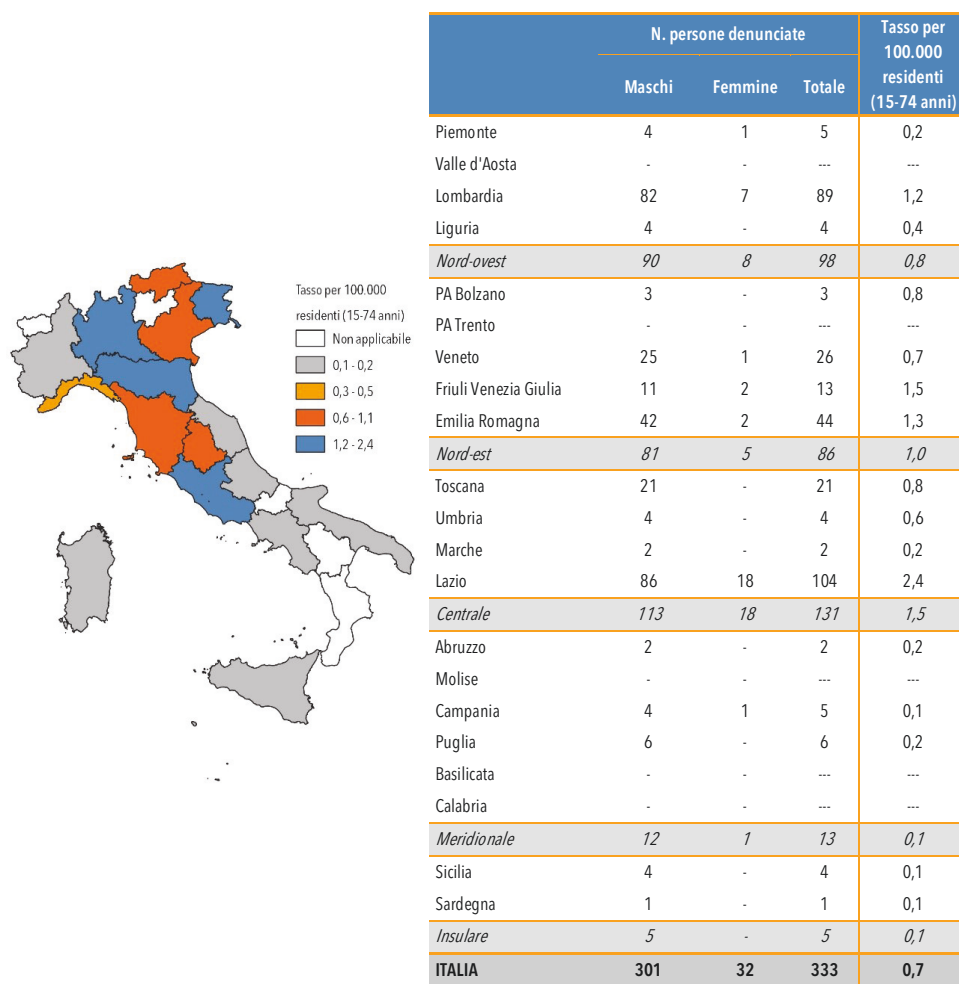 Tasso per 100.000
residenti (15-74 anni)
Non applicabile
0,1 - 0,2
0,3 - 0,5
0,6 - 1,1
1,2 - 2,4
N. persone denunciate
Tasso per
100.000
residenti
(15-74 anni)
Maschi Femmine Totale
Piemonte 4 1 5 0,2
Valle d'Aosta - - --- ---
Lombardia 82 7 89 1,2
Liguria 4 - 4 0,4
Nord-ovest 90 8 98 0,8
PA Bolzano 3 - 3 0,8
PA Trento - - --- ---
Veneto 25 1 26 0,7
Friuli Venezia Giulia 11 2 13 1,5
Emilia Romagna 42 2 44 1,3
Nord-est 81 5 86 1,0
Toscana 21 - 21 0,8
Umbria 4 - 4 0,6
Marche 2 - 2 0,2
Lazio 86 18 104 2,4
Centrale 113 18 131 1,5
Abruzzo 2 - 2 0,2
Molise - - --- ---
Campania 4 1 5 0,1
Puglia 6 - 6 0,2
Basilicata - - --- ---
Calabria - - --- ---
Meridionale 12 1 13 0,1
Sicilia 4 - 4 0,1
Sardegna 1 - 1 0,1
Insulare 5 - 5 0,1
ITALIA 301 32 333 0,7